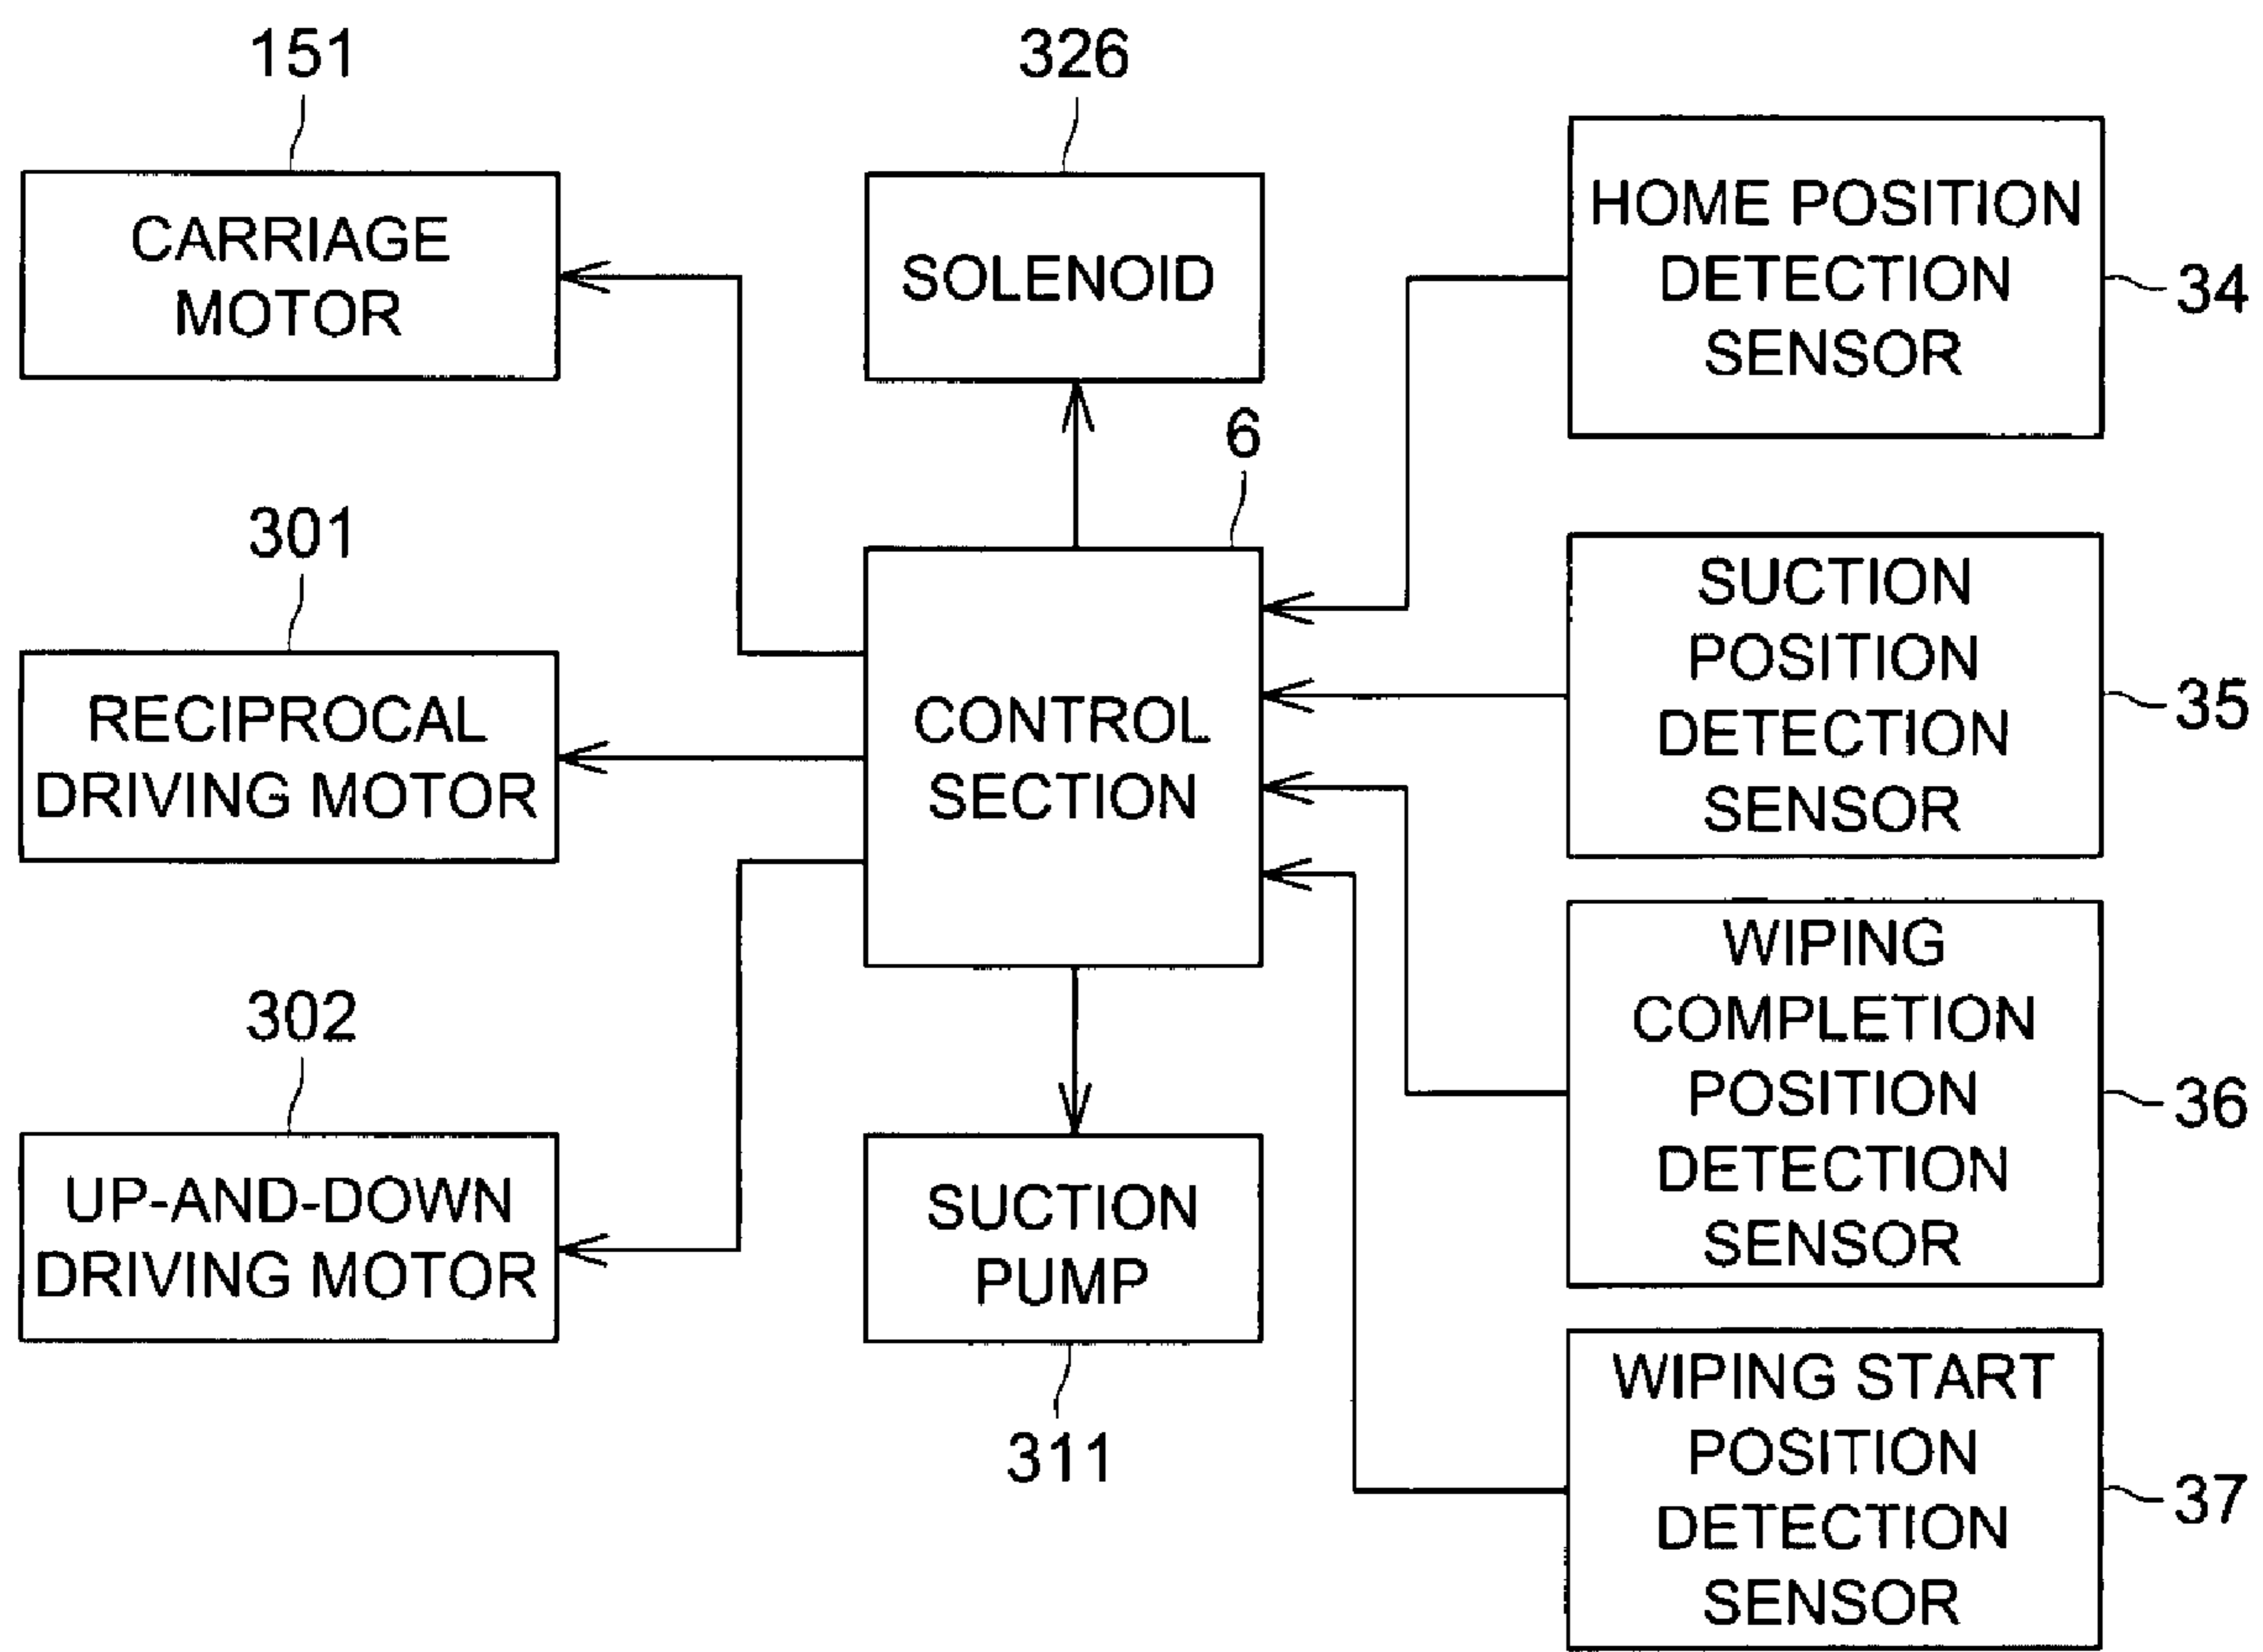 151
CARRIAGE
MOTOR
301
RECIPROCAL
DRIVING MOTOR
302
UP-AND-DOWN
DRIVING MOTOR
326
SOLENOID
6
CONTROL
SECTION
SUCTION
PUMP
311
HOME POSITION
DETECTION
SENSOR
34
SUCTION
POSITION
DETECTION
SENSOR
35
WIPING
COMPLETION
POSITION
DETECTION
SENSOR
36
WIPING START
POSITION
DETECTION
SENSOR
37